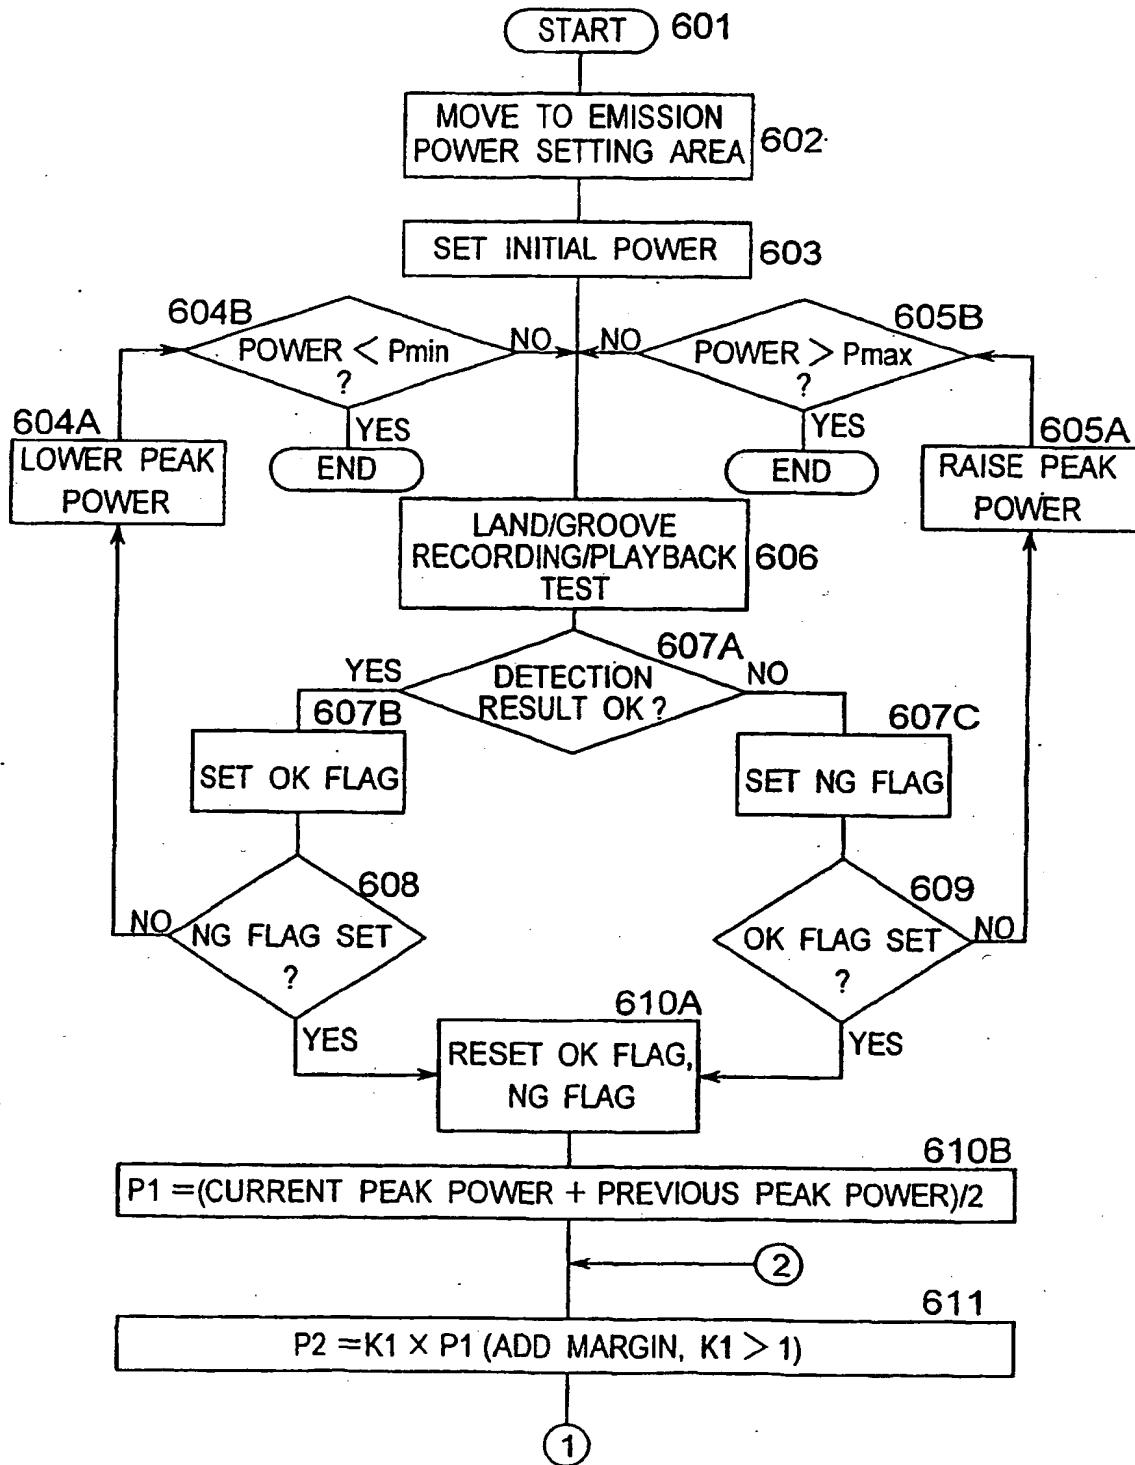 START 601
MOVE TO EMISSION
POWER SETTING AREA 602
SET INITIAL POWER 603
604B
POWER < Pmin
?
NO
YES
END
605B
POWER > Pmax
?
NO
YES
END
604A
LOWER PEAK
POWER
605A
RAISE PEAK
POWER
LAND/GROOVE
RECORDING/PLAYBACK
TEST
606
607A
DETECTION
RESULT OK ?
YES
NO
607B
SET OK FLAG
607C
SET NG FLAG
608
NG FLAG SET
?
NO
YES
609
OK FLAG SET
?
NO
YES
610A
RESET OK FLAG,
NG FLAG
610B
P1 =(CURRENT PEAK POWER + PREVIOUS PEAK POWER)/2
2
611
P2 =K1 X P1 (ADD MARGIN, K1 > 1)
1